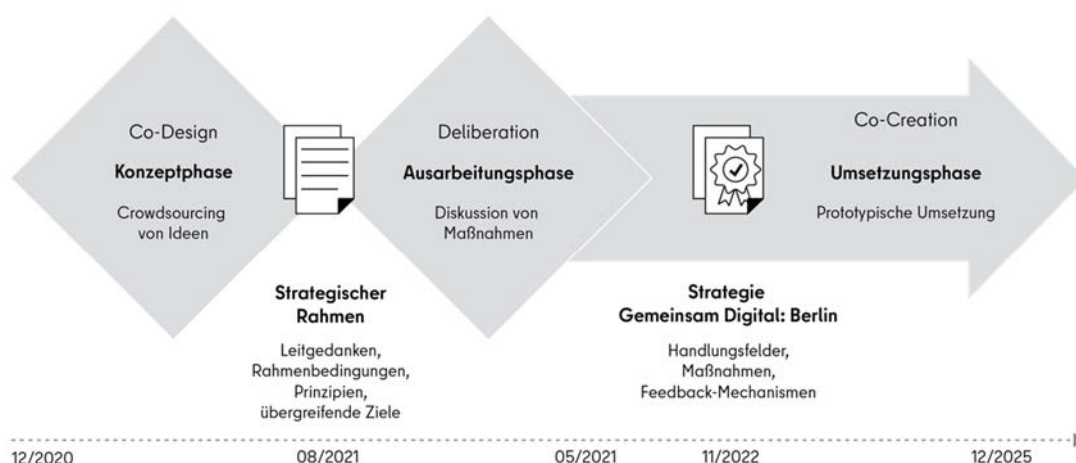 Co-Design
Konzeptphase
Crowdsourcing
von Ideen
Strategischer
Rahmen
Leitgedanken,
Rahmenbedingungen,
Prinzipien,
übergreifende Ziele
Deliberation
Ausarbeitungsphase
Diskussion von
Maßnahmen
Strategie
Gemeinsam Digital: Berlin
Handlungsfelder,
Maßnahmen,
Feedback-Mechanismen
Co-Creation
Umsetzungsphase
Prototypische Umsetzung
12/2020
08/2021
05/2021
11/2022
12/2025